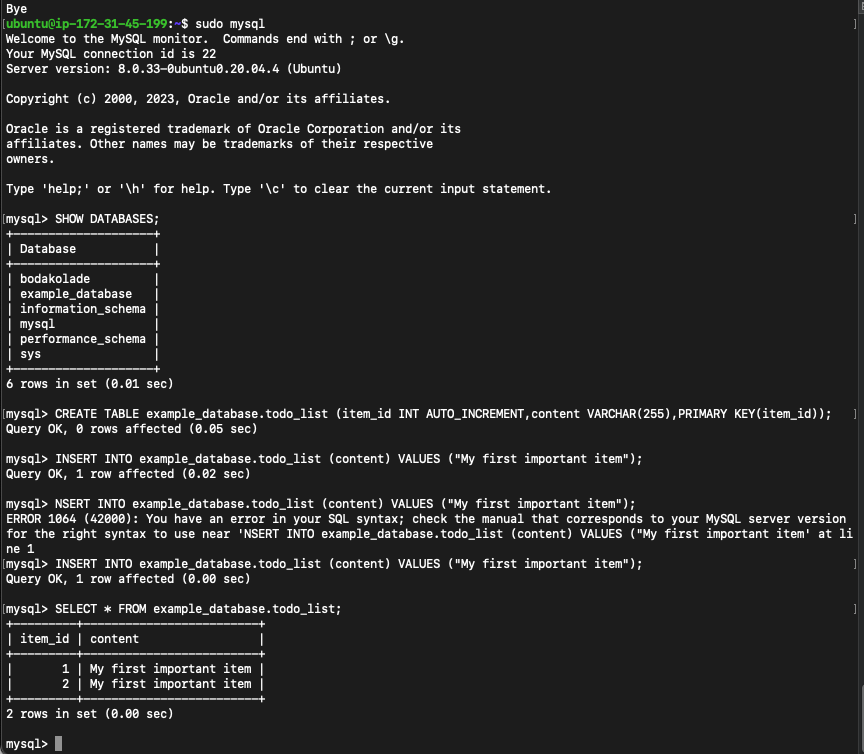 Bye
[ubuntu@ip-172-31-45-199:~$ sudo mysql ]
Welcome to the MySQL monitor.  Commands end with ; or \g.
Your MySQL connection id is 22
Server version: 8.0.33-0ubuntu0.20.04.4 (Ubuntu)

Copyright (c) 2000, 2023, Oracle and/or its affiliates.

Oracle is a registered trademark of Oracle Corporation and/or its
affiliates. Other names may be trademarks of their respective
owners.

Type 'help;' or '\h' for help. Type '\c' to clear the current input statement.

[mysql> SHOW DATABASES; ]
+--------------------+
| Database           |
+--------------------+
| bodakolade         |
| example_database   |
| information_schema |
| mysql              |
| performance_schema |
| sys                |
+--------------------+
6 rows in set (0.01 sec)

[mysql> CREATE TABLE example_database.todo_list (item_id INT AUTO_INCREMENT,content VARCHAR(255),PRIMARY KEY(item_id)); ]
Query OK, 0 rows affected (0.05 sec)

mysql> INSERT INTO example_database.todo_list (content) VALUES ("My first important item");
Query OK, 1 row affected (0.02 sec)

mysql> NSERT INTO example_database.todo_list (content) VALUES ("My first important item");
ERROR 1064 (42000): You have an error in your SQL syntax; check the manual that corresponds to your MySQL server version
for the right syntax to use near 'NSERT INTO example_database.todo_list (content) VALUES ("My first important item' at li
ne 1
[mysql> INSERT INTO example_database.todo_list (content) VALUES ("My first important item"); ]
Query OK, 1 row affected (0.00 sec)

[mysql> SELECT * FROM example_database.todo_list; ]
+---------+-------------------------+
| item_id | content                 |
+---------+-------------------------+
|       1 | My first important item |
|       2 | My first important item |
+---------+-------------------------+
2 rows in set (0.00 sec)

mysql>